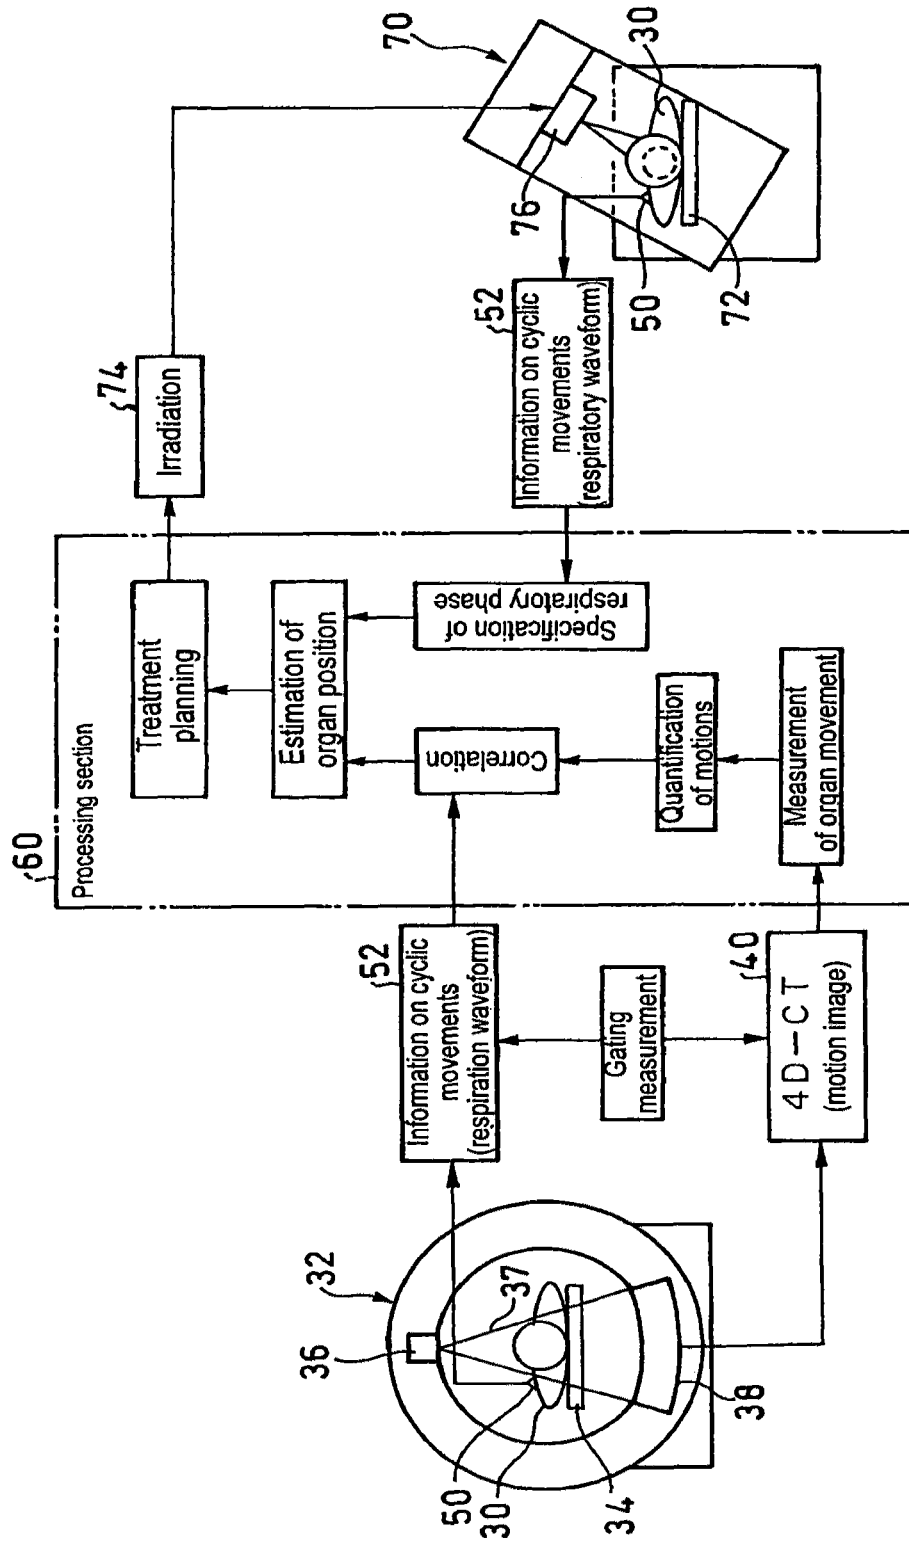 60
Processing section
32
36
37
50
30
34
38
52
Information on cyclic
movements
(respiration waveform)
Gating
measurement
40
4D-CT
(motion image)
Measurement
of organ movement
Quantification
of motions
Correlation
Specification of
respiratory phase
Estimation of
organ position
Treatment
planning
74
Irradiation
52
Information on cyclic
movements
(respiratory waveform)
70
76
30
50
72